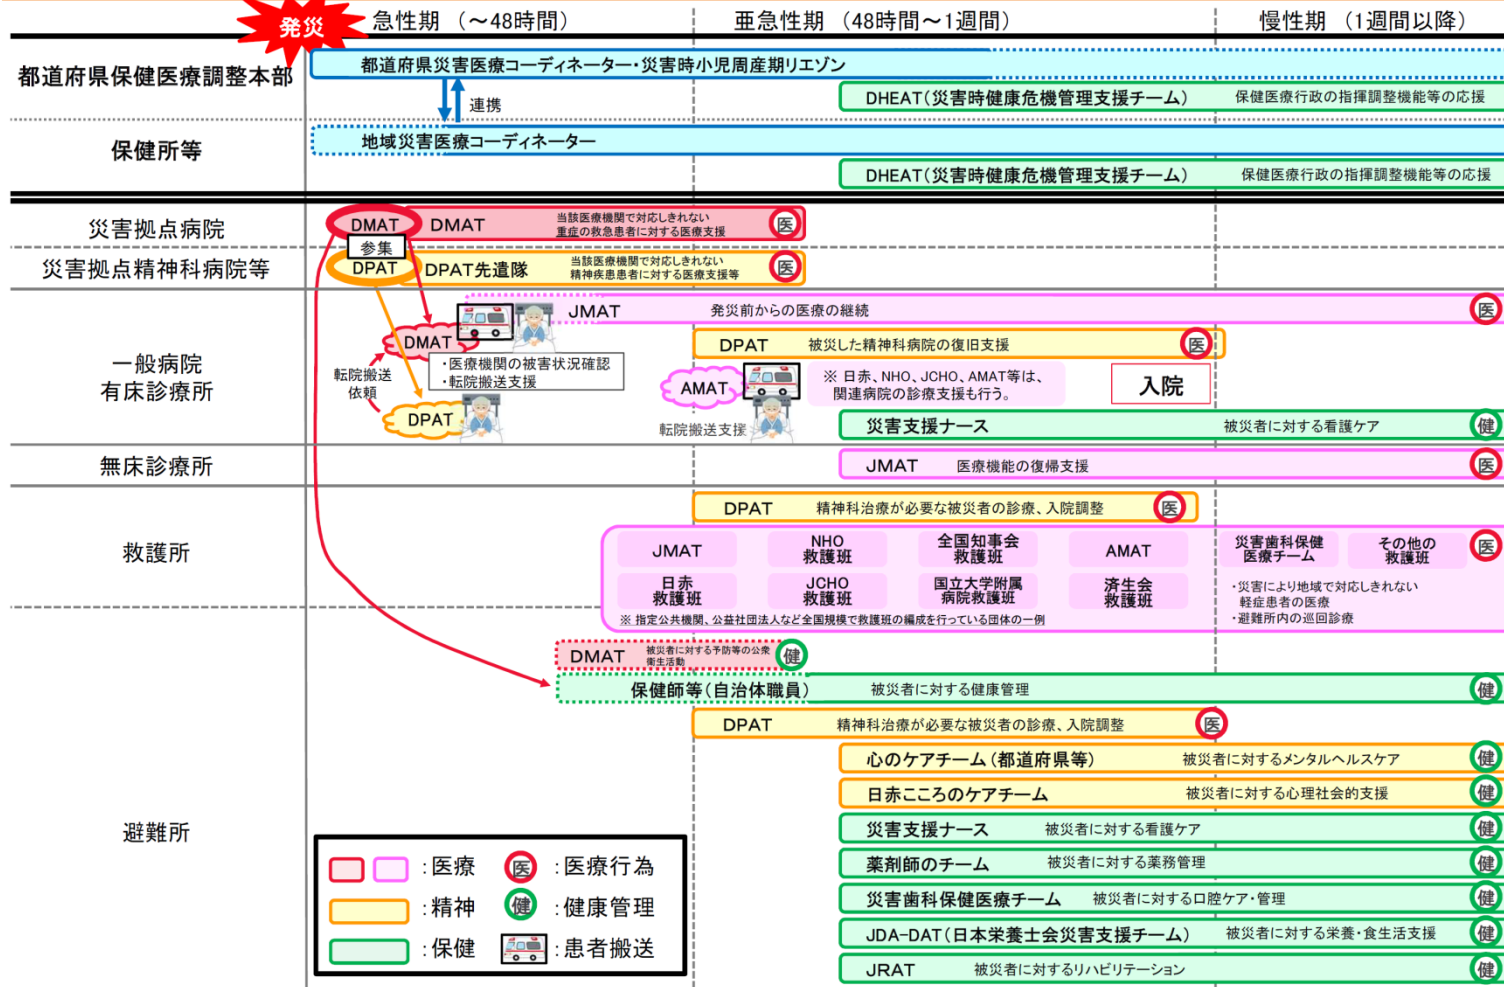 発災
急性期 （～48時間）
亜急性期 （48時間～1週間）
慢性期 （1週間以降）
都道府県保健医療調整本部
都道府県災害医療コーディネーター・災害時小児周産期リエゾン
連携
DHEAT（災害時健康危機管理支援チーム）
保健医療行政の指揮調整機能等の応援
保健所等
地域災害医療コーディネーター
DHEAT（災害時健康危機管理支援チーム）
保健医療行政の指揮調整機能等の応援
災害拠点病院
DMAT
DMAT
当該医療機関で対応しきれない
重症の救急患者に対する医療支援
医
参集
災害拠点精神科病院等
DPAT
DPAT先遣隊
当該医療機関で対応しきれない
精神疾患患者に対する医療支援等
医
一般病院
有床診療所
JMAT
発災前からの医療の継続
医
DMAT
・医療機関の被害状況確認
・転院搬送支援
転院搬送
依頼
DPAT
DPAT
被災した精神科病院の復旧支援
医
AMAT
転院搬送支援
※ 日赤、NHO、JCHO、AMAT等は、
関連病院の診療支援も行う。
入院
災害支援ナース
被災者に対する看護ケア
健
無床診療所
JMAT
医療機能の復帰支援
医
救護所
DPAT
精神科治療が必要な被災者の診療、入院調整
医
JMAT
NHO
救護班
全国知事会
救護班
AMAT
災害歯科保健
医療チーム
その他の
救護班
医
日赤
救護班
JCHO
救護班
国立大学附属
病院救護班
済生会
救護班
・災害により地域で対応しきれない
軽症患者の医療
・避難所内の巡回診療
※ 指定公共機関、公益社団法人など全国規模で救護班の編成を行っている団体の一例
避難所
DMAT
被災者に対する予防等の公衆
衛生活動
健
保健師等（自治体職員）
被災者に対する健康管理
健
DPAT
精神科治療が必要な被災者の診療、入院調整
医
心のケアチーム（都道府県等）
被災者に対するメンタルヘルスケア
健
日赤こころのケアチーム
被災者に対する心理社会的支援
健
災害支援ナース
被災者に対する看護ケア
健
薬剤師のチーム
被災者に対する薬務管理
健
災害歯科保健医療チーム
被災者に対する口腔ケア・管理
健
JDA-DAT（日本栄養士会災害支援チーム）
被災者に対する栄養・食生活支援
健
JRAT
被災者に対するリハビリテーション
健
：医療
医
：医療行為
：精神
健
：健康管理
：保健
：患者搬送